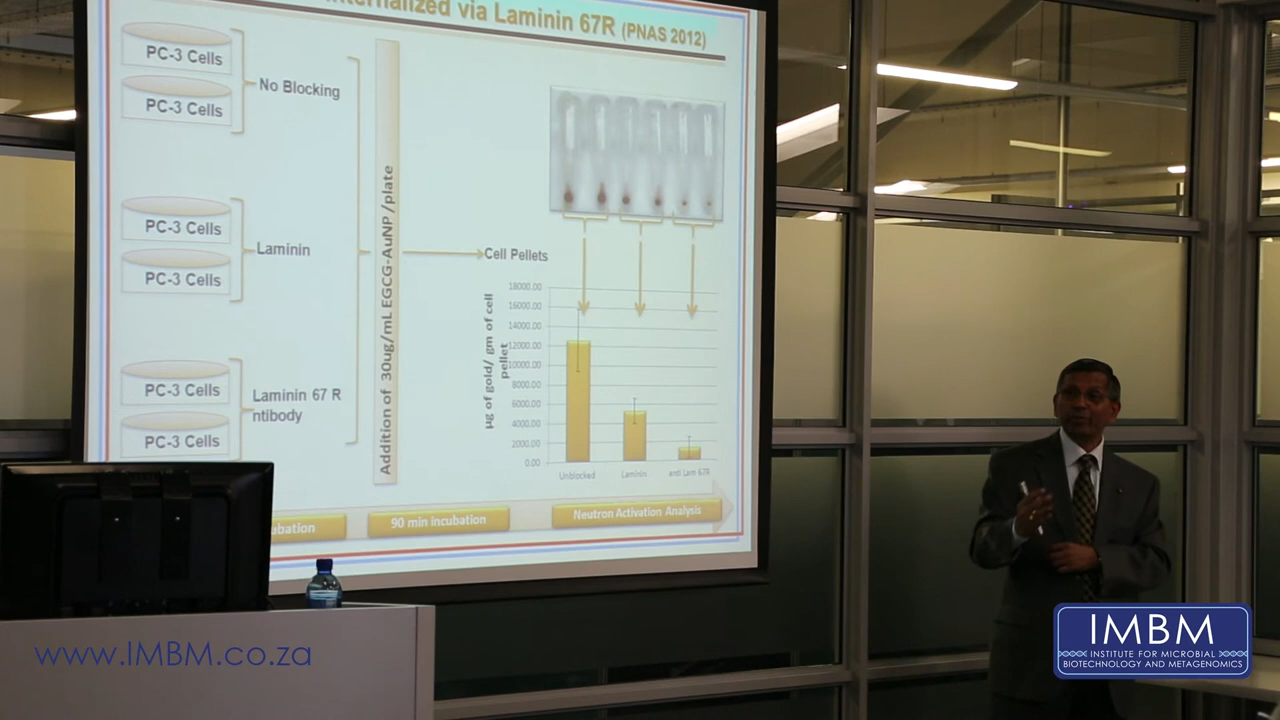 nternalized via Laminin 67R (PNAS 2012)
PC-3 Cells
PC-3 Cells
No Blocking
PC-3 Cells
PC-3 Cells
Laminin
PC-3 Cells
PC-3 Cells
Laminin 67 R
ntibody
Addition of 30ug/mL EGCG-AuNP /plate
Cell Pellets
µg of gold/ gm of cell
pellet
18000.00
16000.00
14000.00
12000.00
10000.00
8000.00
6000.00
4000.00
2000.00
0.00
Unblocked
Laminin
anti Lam 67R
ubation
90 min incubation
Neutron Activation Analysis
www.IMBM.co.za
IMBM
INSTITUTE FOR MICROBIAL
BIOTECHNOLOGY AND METAGENOMICS